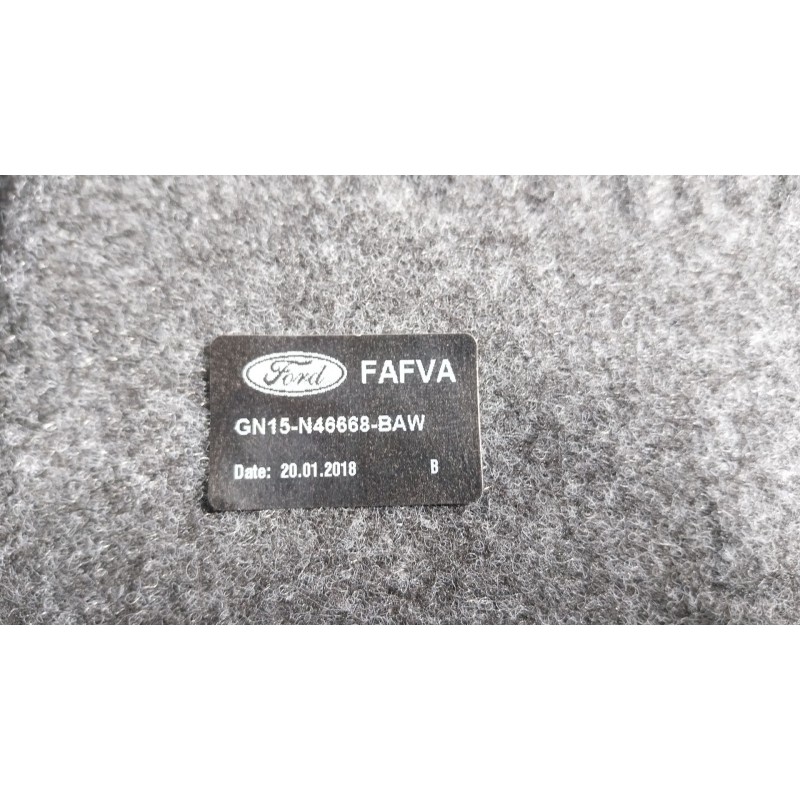 Ford FAFVA
GN15-N46668-BAW
Date: 20.01.2018 B